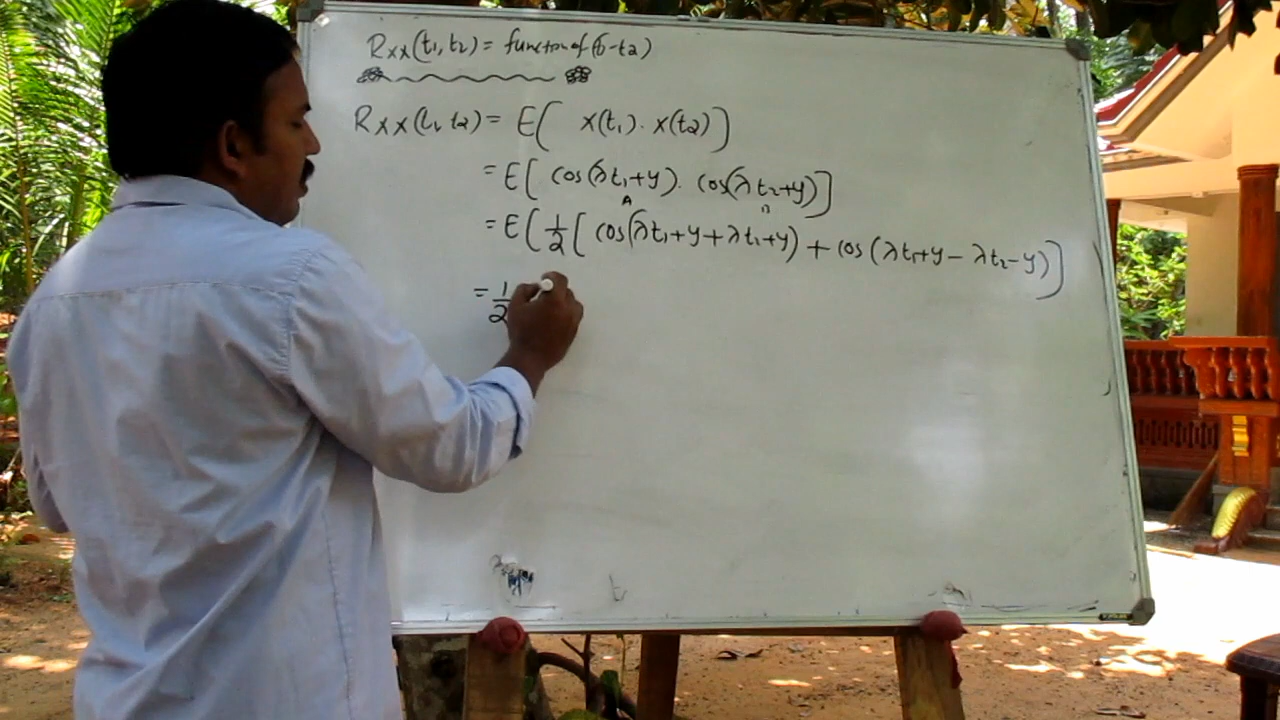 Rxx(t₁, t₂) = function of (t₁-t₂)
Rxx(t₁, t₂) = E[ x(t₁) . x(t₂) ]
= E[ cos(λt₁+y) . cos(λt₂+y) ]
A B
= E[ 1/2 [ cos(λt₁+y+λt₁+y) + cos(λt₁+y - λt₂-y) ]
= 1/2